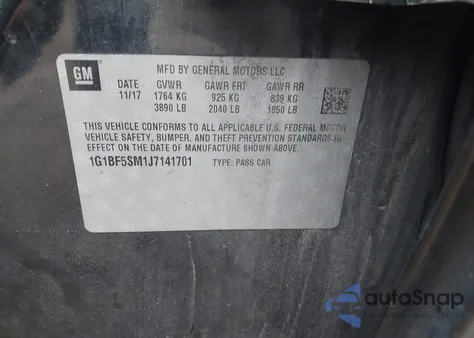 GM
MFD BY GENERAL MOTORS LLC
DATE GVWR GAWR FRT GAWR RR
11/17 1764 KG 925 KG 839 KG
3890 LB 2040 LB 1850 LB
THIS VEHICLE CONFORMS TO ALL APPLICABLE U.S. FEDERAL MOTOR
VEHICLE SAFETY, BUMPER, AND THEFT PREVENTION STANDARDS IN
EFFECT ON THE DATE OF MANUFACTURE SHOWN ABOVE.
1G1BF5SM1J7141701 TYPE: PASS CAR
autoSnap